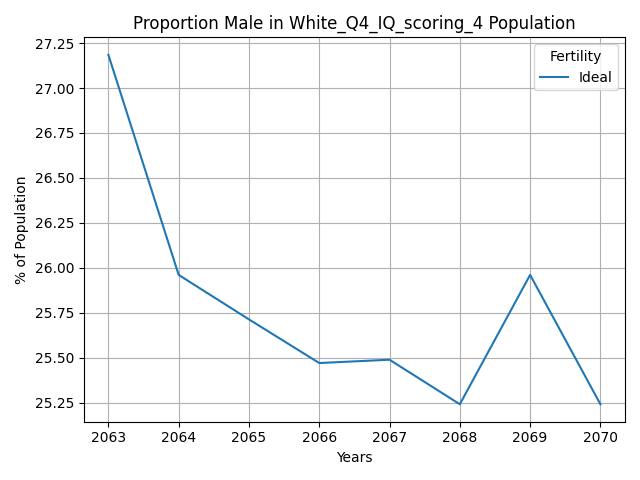 Proportion Male in White_Q4_IQ_scoring_4 Population
27.25
27.00
26.75
26.50
26.25
26.00
25.75
25.50
25.25
% of Population
Fertility
Ideal
2063 2064 2065 2066 2067 2068 2069 2070
Years